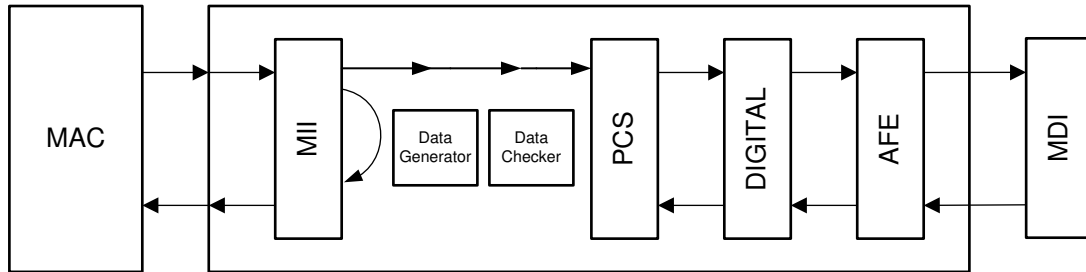 MAC
MII
Data
Generator
Data
Checker
PCS
DIGITAL
AFE
MDI